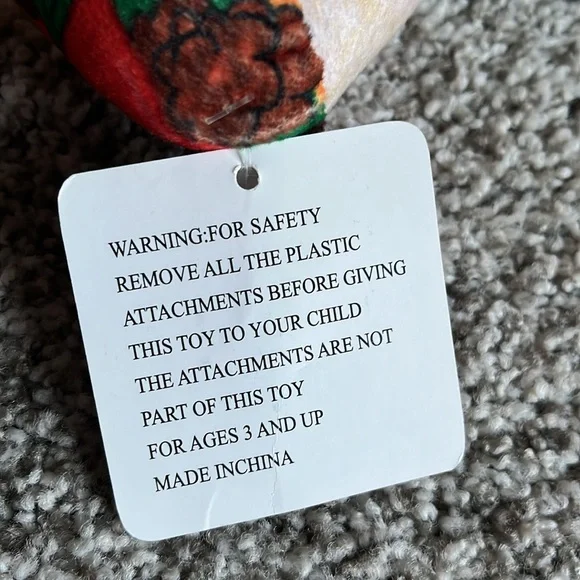 WARNING:FOR SAFETY
REMOVE ALL THE PLASTIC
ATTACHMENTS BEFORE GIVING
THIS TOY TO YOUR CHILD
THE ATTACHMENTS ARE NOT
PART OF THIS TOY
FOR AGES 3 AND UP
MADE INCHINA